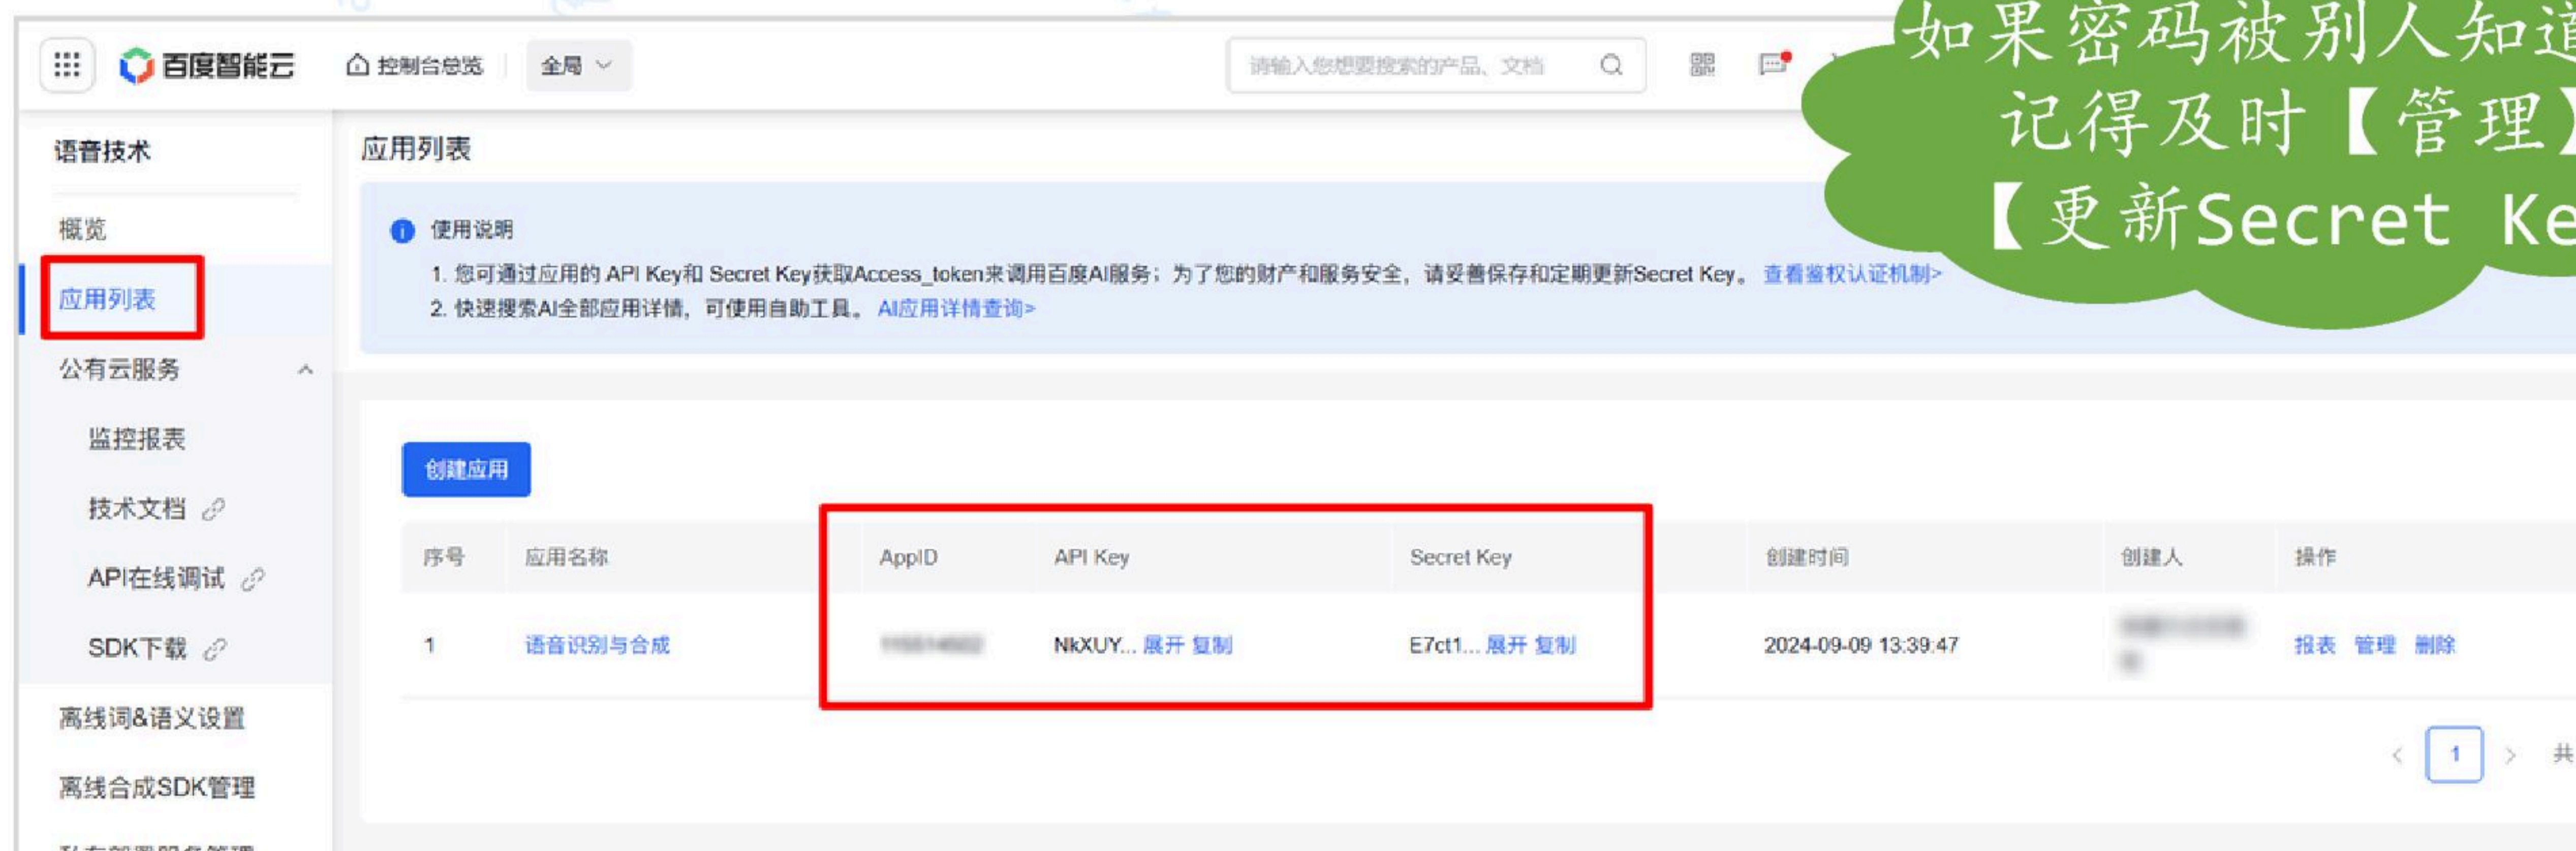 百度智能云 控制台总览 全局 请输入您想要搜索的产品、文档
如果密码被别人知道
记得及时【管理】
【更新Secret Ke
语音技术
概览
应用列表
公有云服务
监控报表
技术文档
API在线调试
SDK下载
离线词&语义设置
离线合成SDK管理
应用列表
使用说明
1. 您可通过应用的 API Key和 Secret Key获取Access_token来调用百度AI服务；为了您的财产和服务安全，请妥善保存和定期更新Secret Key。 查看鉴权认证机制>
2. 快速搜索AI全部应用详情，可使用自助工具。 AI应用详情查询>
创建应用
序号 应用名称 AppID API Key Secret Key 创建时间 创建人 操作
1 语音识别与合成 NkXUY... 展开 复制 E7ct1... 展开 复制 2024-09-09 13:39:47 报表 管理 删除
< 1 > 共